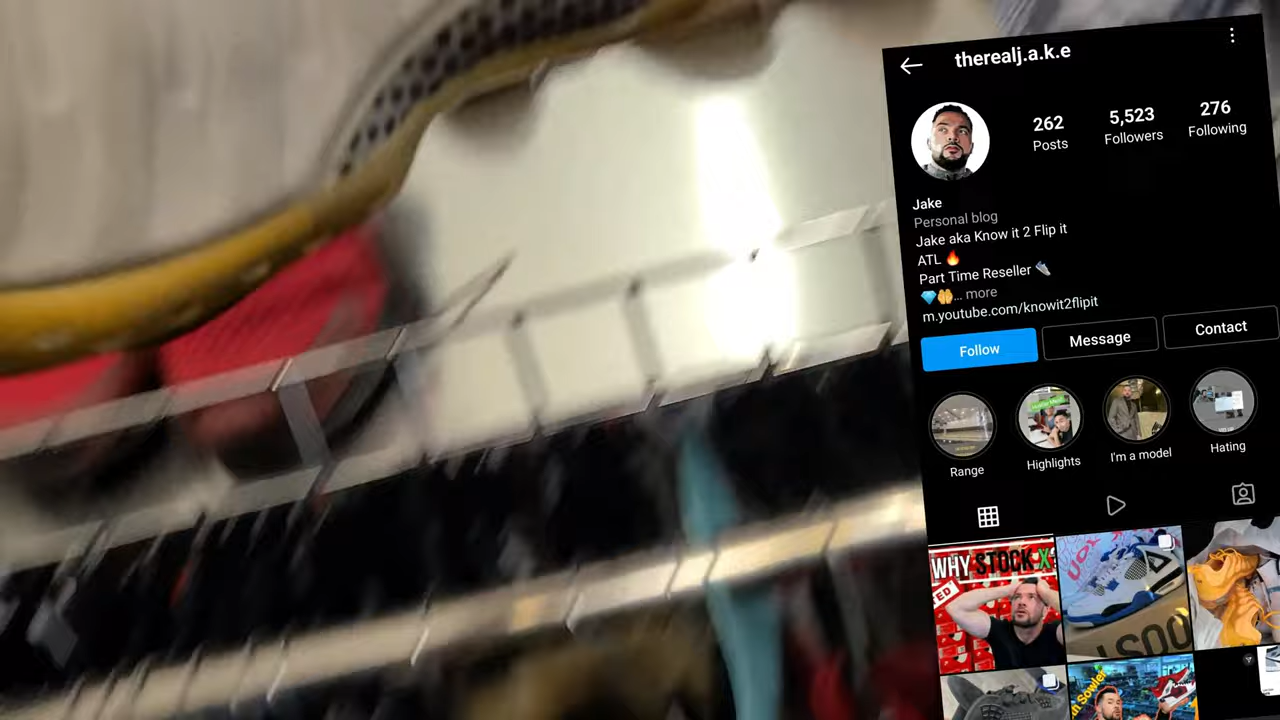 therealj.a.k.e
262
Posts
5,523
Followers
276
Following
Jake
Personal blog
Jake aka Know it 2 Flip it
ATL 🔥
Part Time Reseller 👟
💎🤲... more
m.youtube.com/knowit2flipit
Follow
Message
Contact
Range
Highlights
I'm a model
Hating
WHY STOCK X?